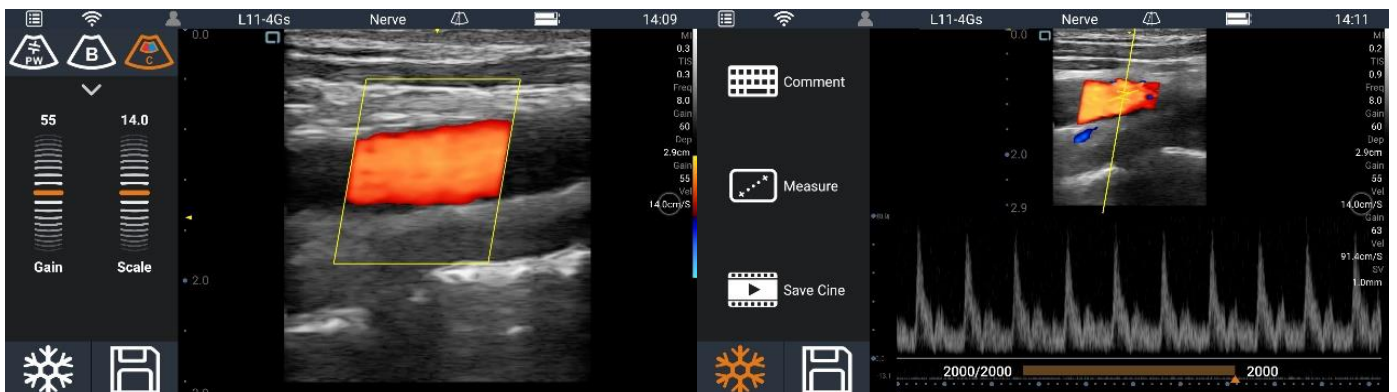 L11-4Gs Nerve 14:09
PW B C
55 14.0
Gain Scale
0.0
2.0
MI
0.3
TIS
0.3
Freq
8.0
Gain
60
Dep
2.9cm
Gain
55
Vel
14.0cm/S
L11-4Gs Nerve 14:11
Comment
Measure
Save Cine
0.0
2.0
2.9
MI
0.2
TIS
0.9
Freq
8.0
Gain
60
Dep
2.9cm
Gain
55
Vel
14.0cm/S
Gain
63
Vel
91.4cm/S
SV
1.0mm
2000/2000 2000